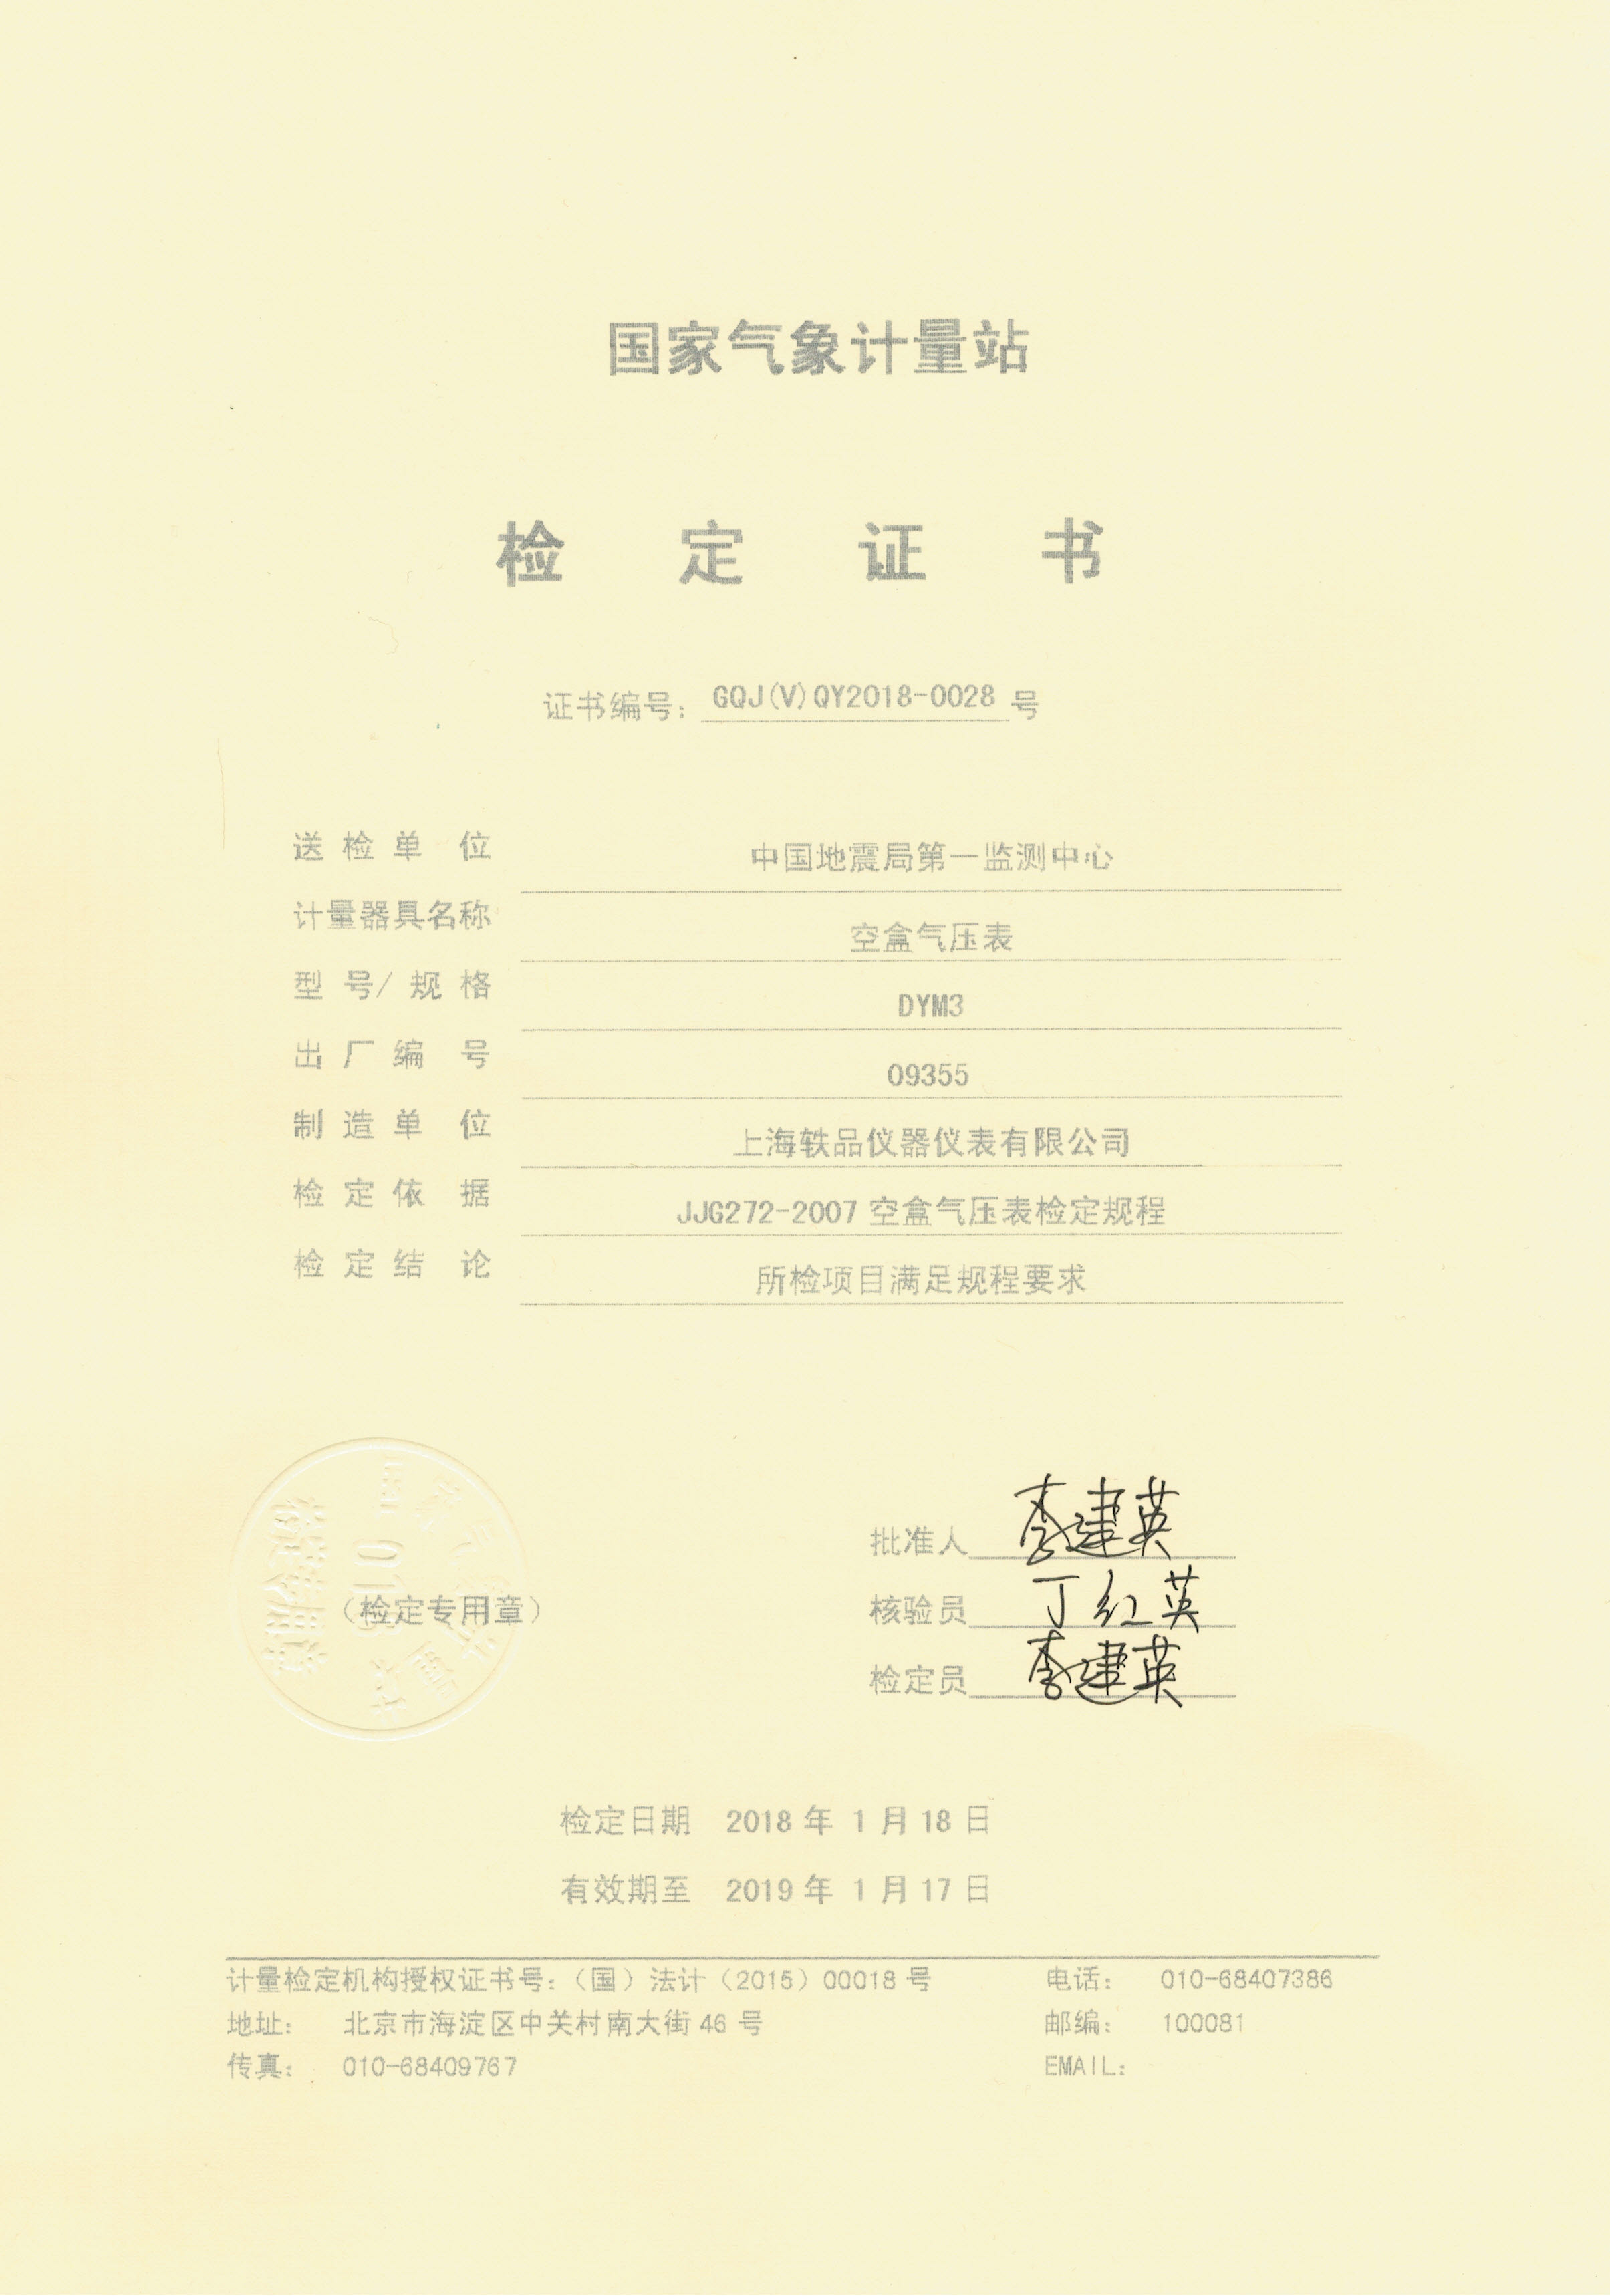 国家气象计量站
检定证书
证书编号: GQJ(V)QY2018-0028 号
送检单位 中国地震局第一监测中心
计量器具名称 空盒气压表
型号/规格 DYM3
出厂编号 09355
制造单位 上海轶品仪器仪表有限公司
检定依据 JJG272-2007 空盒气压表检定规程
检定结论 所检项目满足规程要求
(检定专用章)
批准人 李建英
核验员 丁红英
检定员 李建英
检定日期 2018 年 1 月 18 日
有效期至 2019 年 1 月 17 日
计量检定机构授权证书号:(国)法计(2015)00018 号 电话: 010-68407386
地址: 北京市海淀区中关村南大街 46 号 邮编: 100081
传真: 010-68409767 EMAIL: